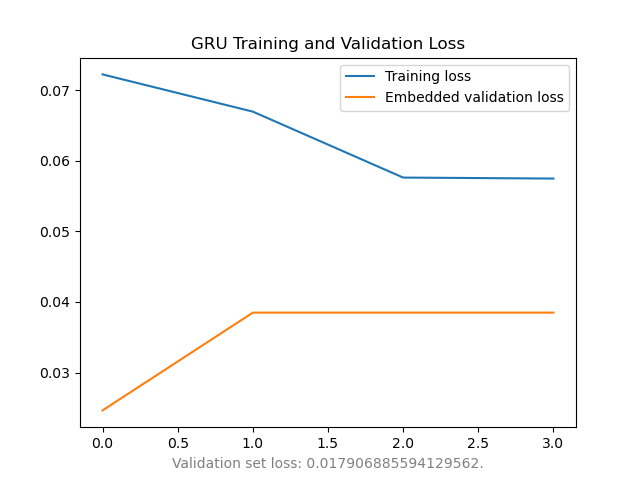 GRU Training and Validation Loss
Training loss
Embedded validation loss
0.07
0.06
0.05
0.04
0.03
0.0 0.5 1.0 1.5 2.0 2.5 3.0
Validation set loss: 0.017906885594129562.